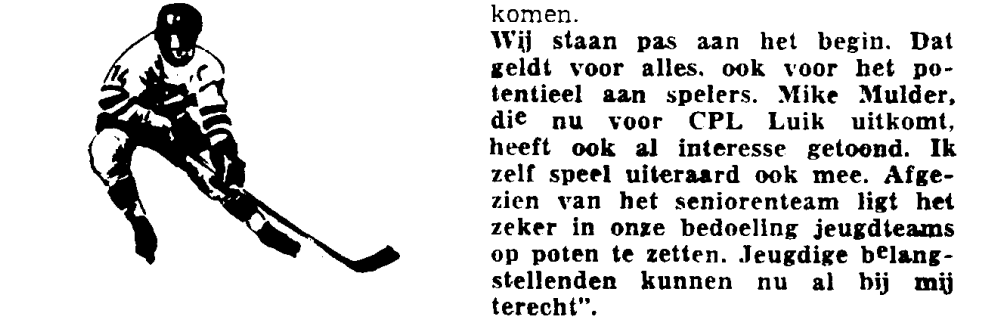 komen.
Wij staan pas aan het begin. Dat
geldt voor alles. ook voor het po-
tentieel aan spelers. Mike Mulder,
die nu voor CPL Luik uitkomt,
heeft ook al interesse getoond. Ik
zelf speel uiteraard ook mee. Afge-
zien van het seniorenteam ligt het
zeker in onze bedoeling jeugdteams
op poten te zetten. Jeugdige belang-
stellenden kunnen nu al bij mij
terecht".